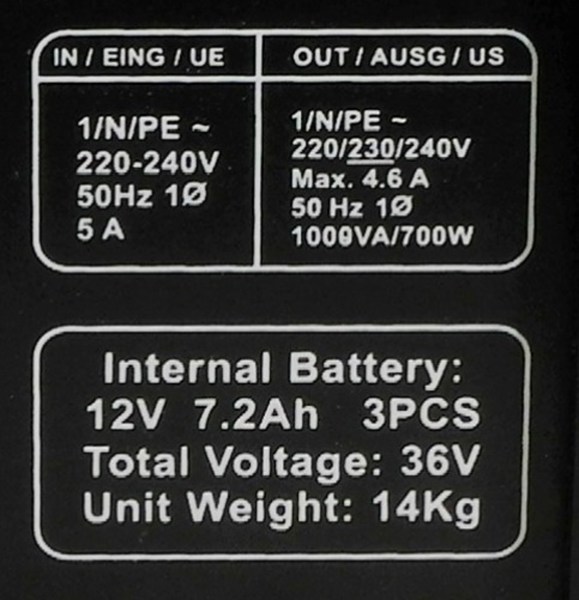 IN / EING / UE
1/N/PE ~
220-240V
50Hz 1Ø
5 A
OUT / AUSG / US
1/N/PE ~
220/230/240V
Max. 4.6 A
50 Hz 1Ø
1000VA/700W
Internal Battery:
12V 7.2Ah 3PCS
Total Voltage: 36V
Unit Weight: 14Kg